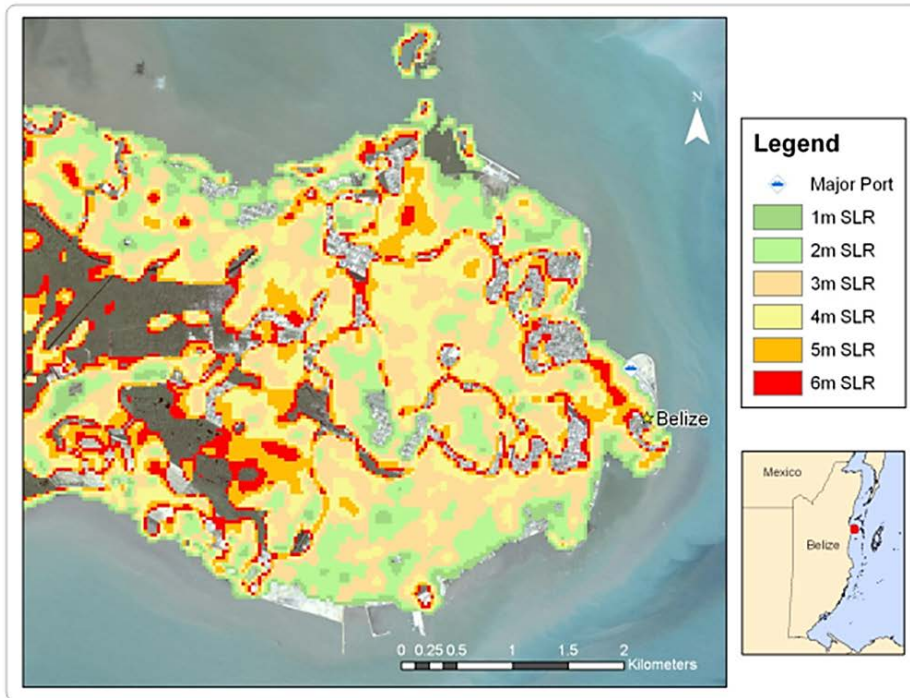 N
Belize
0 0.25 0.5 1 1.5 2
Kilometers
Legend
Major Port
1m SLR
2m SLR
3m SLR
4m SLR
5m SLR
6m SLR
Mexico
Belize